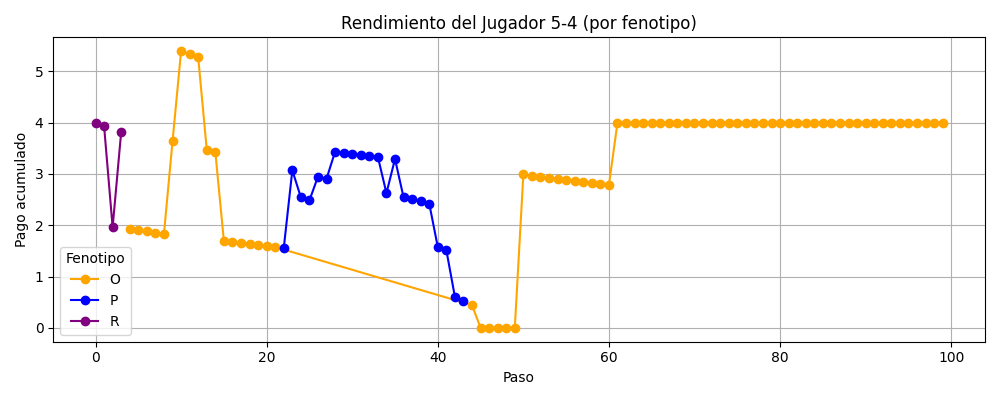 Rendimiento del Jugador 5-4 (por fenotipo)
Pago acumulado
5
4
3
2
1
0
Fenotipo
O
P
R
0 20 40 60 80 100
Paso